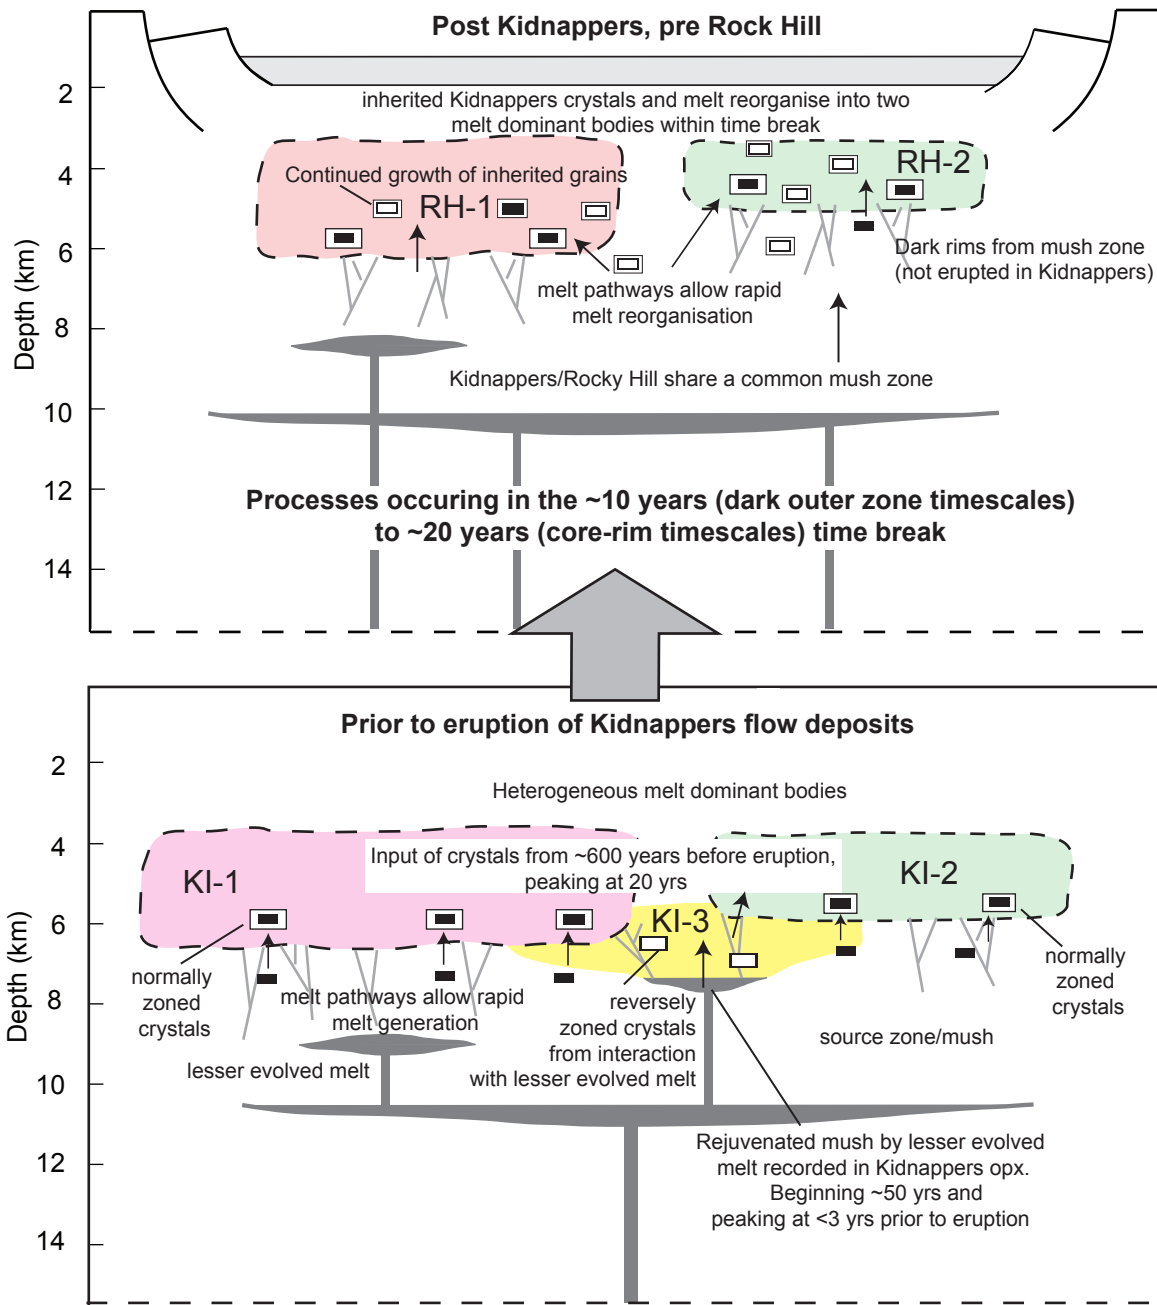 Post Kidnappers, pre Rock Hill
inherited Kidnappers crystals and melt reorganise into two
melt dominant bodies within time break
Continued growth of inherited grains
RH-1
RH-2
Dark rims from mush zone
(not erupted in Kidnappers)
melt pathways allow rapid
melt reorganisation
Kidnappers/Rocky Hill share a common mush zone
Processes occuring in the ~10 years (dark outer zone timescales)
to ~20 years (core-rim timescales) time break
Depth (km)
2
4
6
8
10
12
14
Prior to eruption of Kidnappers flow deposits
Heterogeneous melt dominant bodies
Input of crystals from ~600 years before eruption,
peaking at 20 yrs
KI-1
KI-2
KI-3
normally
zoned
crystals
melt pathways allow rapid
melt generation
lesser evolved melt
reversely
zoned crystals
from interaction
with lesser evolved melt
normally
zoned
crystals
source zone/mush
Rejuvenated mush by lesser evolved
melt recorded in Kidnappers opx.
Beginning ~50 yrs and
peaking at <3 yrs prior to eruption
Depth (km)
2
4
6
8
10
12
14